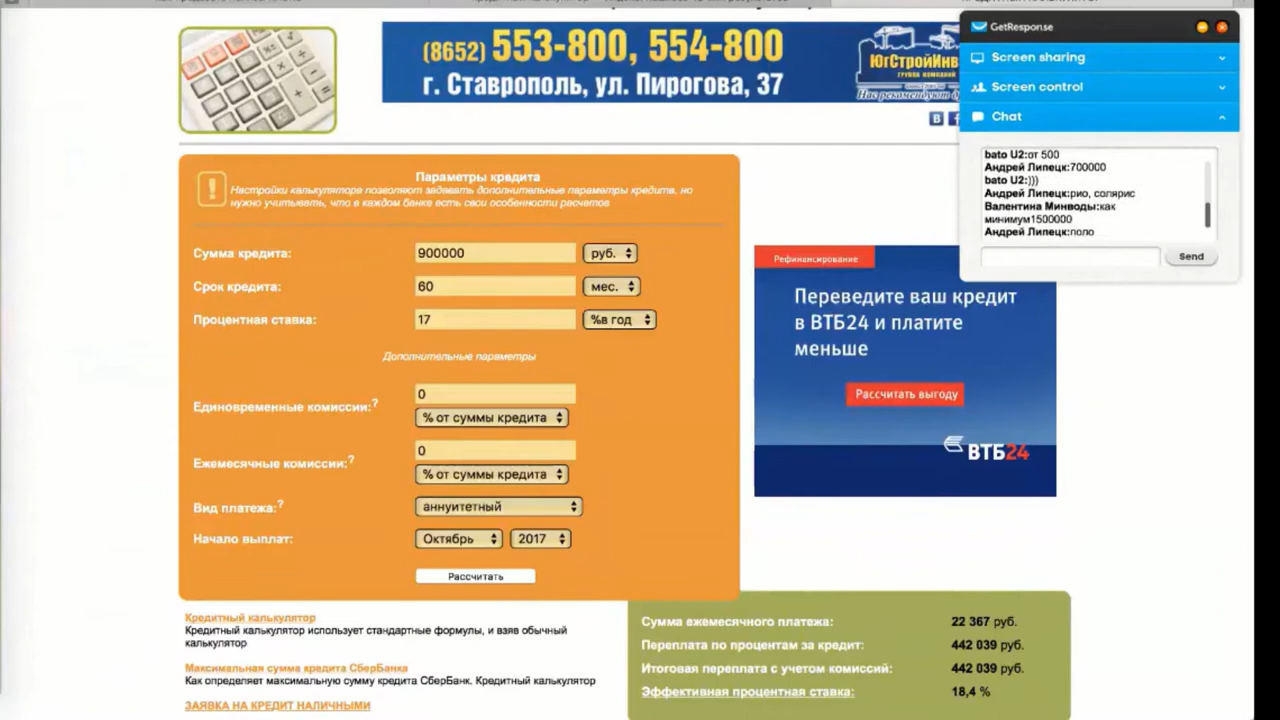 (8652) 553-800, 554-800
г. Ставрополь, ул. Пирогова, 37
ЮгСтройИнв
ГРУППА КОМПАНИЙ
Нас рекомендуют д
GetResponse
Screen sharing
Screen control
Chat
bato U2:от 500
Андрей Липецк:700000
bato U2:)))
Андрей Липецк:рио, солярис
Валентина Минводы:как
минимум1500000
Андрей Липецк:поло
Send
Параметры кредита
Настройки калькулятора позволяют задавать дополнительные параметры кредита, но
нужно учитывать, что в каждом банке есть свои особенности расчетов
Сумма кредита: 900000 руб.
Срок кредита: 60 мес.
Процентная ставка: 17 %в год
Дополнительные параметры
Единовременные комиссии:? 0
% от суммы кредита
Ежемесячные комиссии:? 0
% от суммы кредита
Вид платежа:? аннуитетный
Начало выплат: Октябрь 2017
Рассчитать
Рефинансирование
Переведите ваш кредит
в ВТБ24 и платите
меньше
Рассчитать выгоду
ВТБ24
Кредитный калькулятор
Кредитный калькулятор использует стандартные формулы, и взяв обычный
калькулятор
Максимальная сумма кредита СберБанка
Как определяет максимальную сумму кредита СберБанк. Кредитный калькулятор
ЗАЯВКА НА КРЕДИТ НАЛИЧНЫМИ
Сумма ежемесячного платежа: 22 367 руб.
Переплата по процентам за кредит: 442 039 руб.
Итоговая переплата с учетом комиссий: 442 039 руб.
Эффективная процентная ставка: 18,4 %